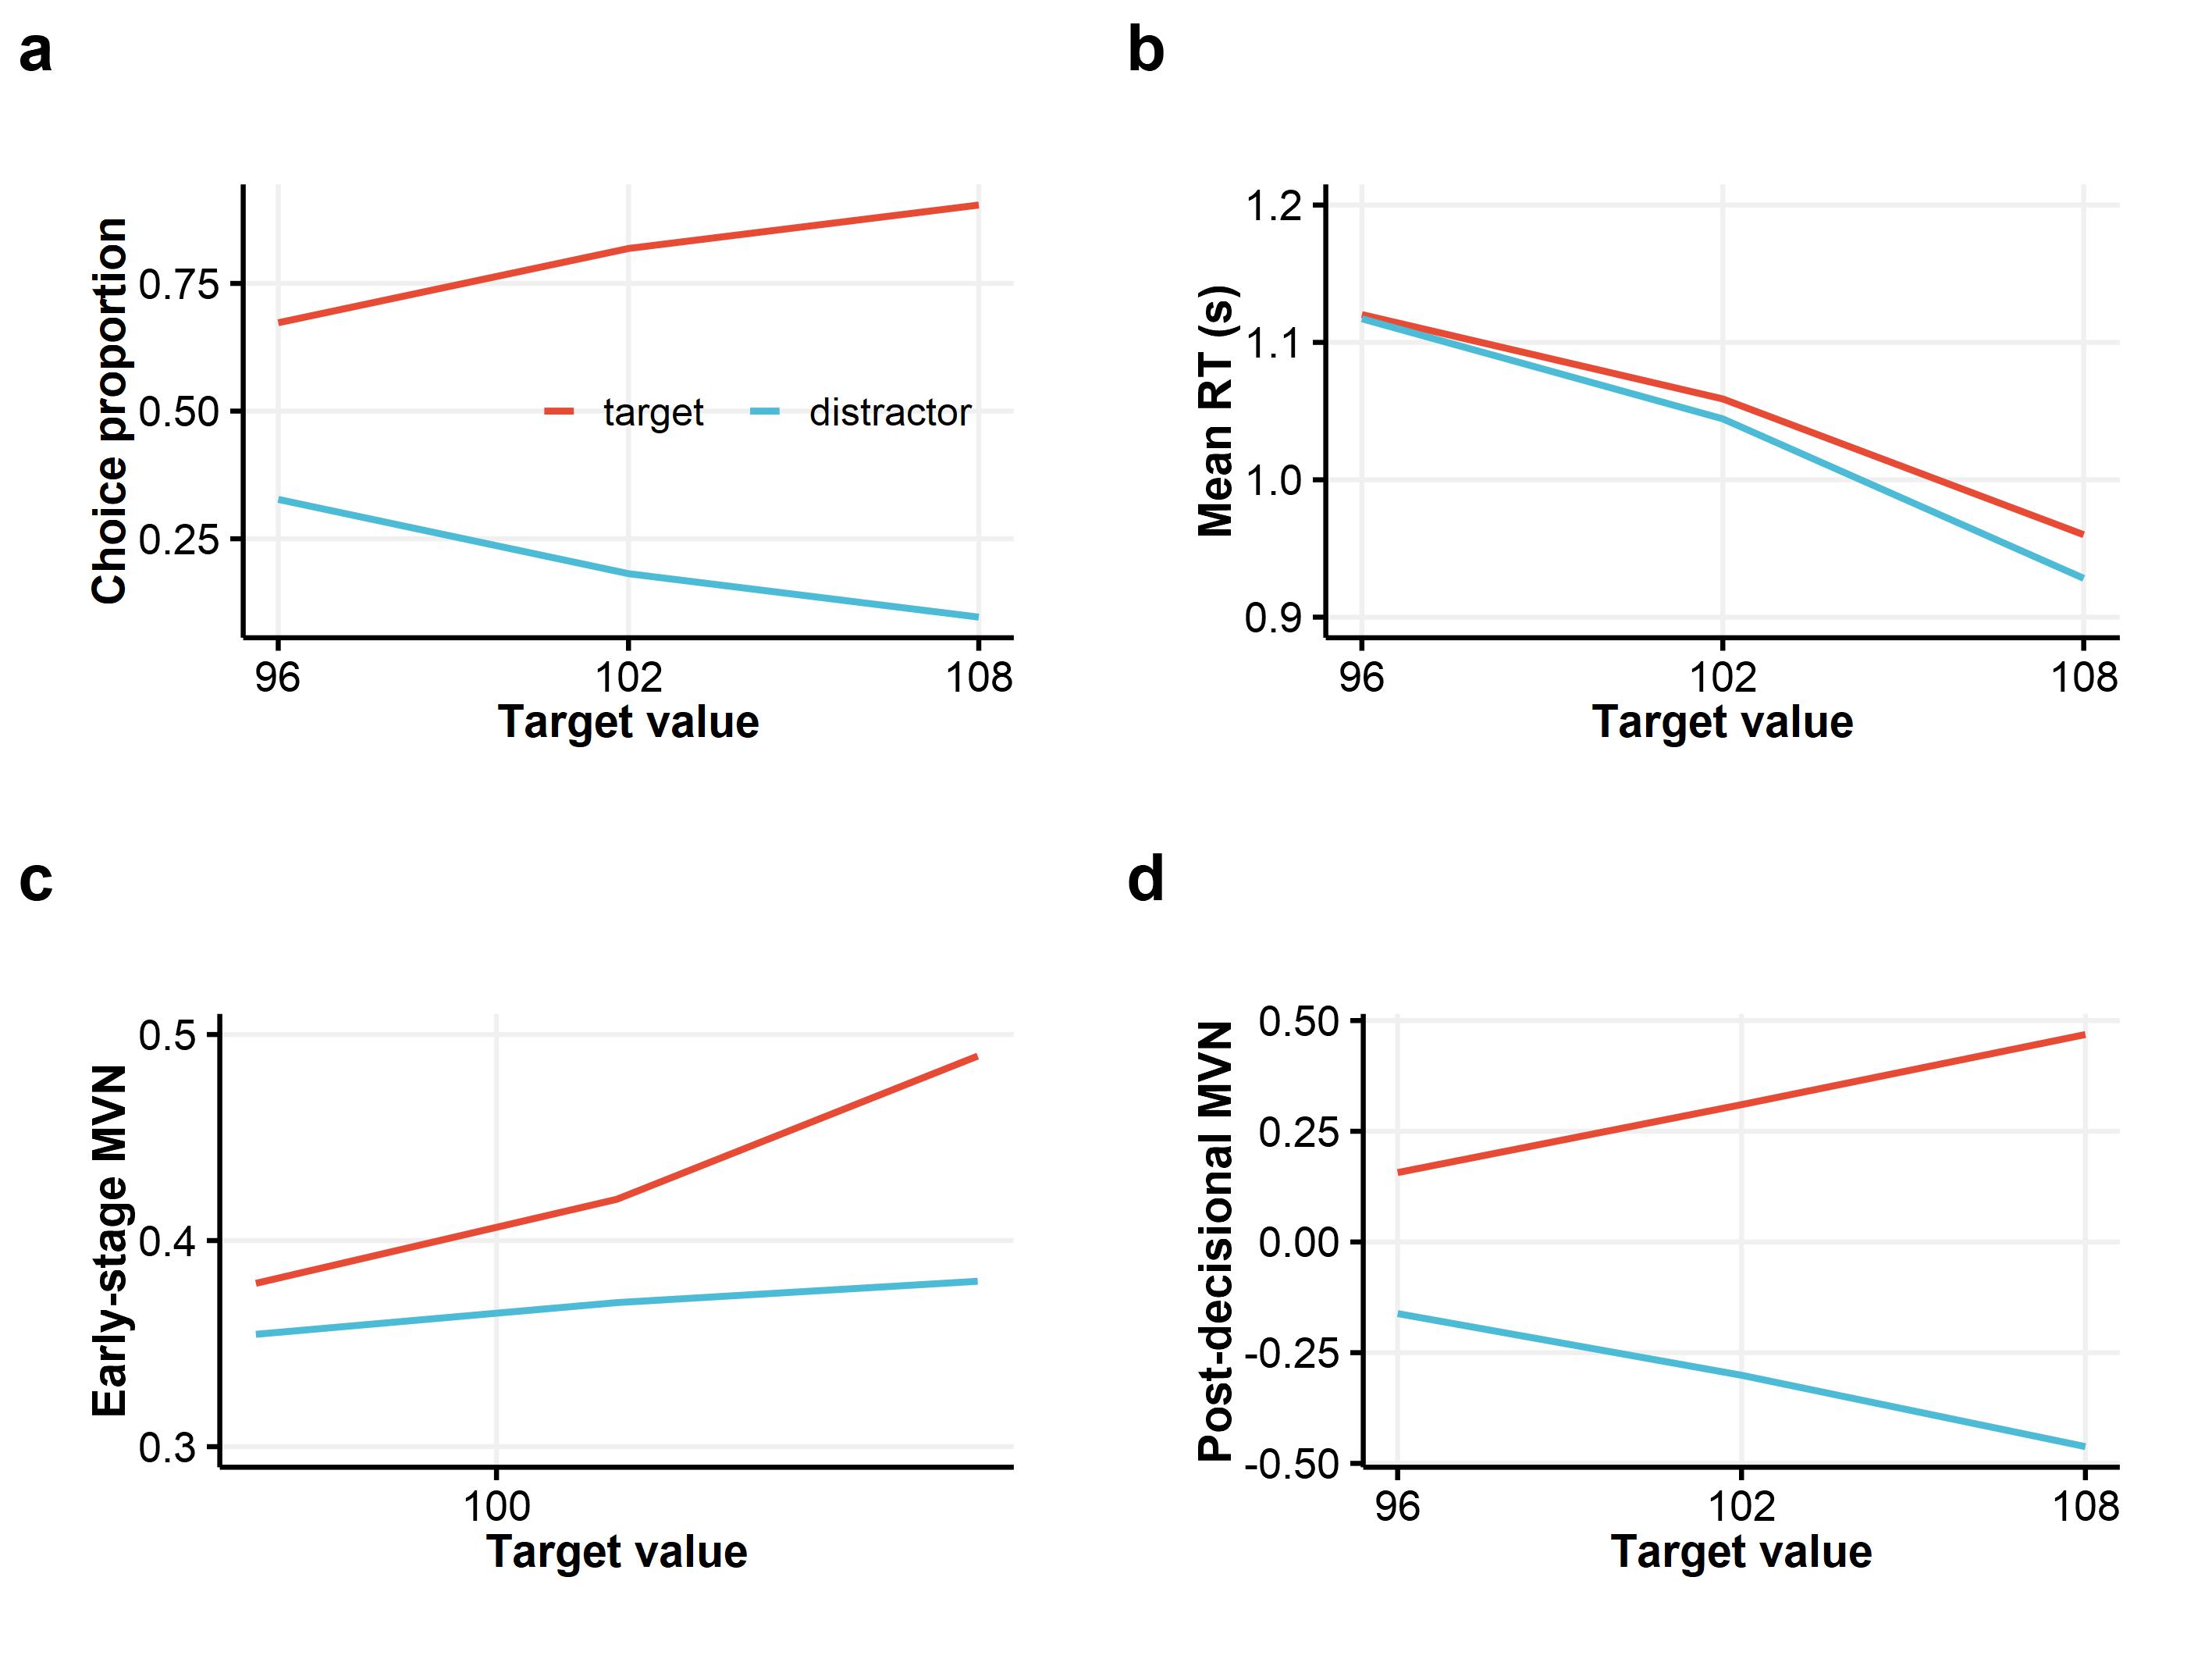 a
b
Choice proportion
0.75
0.50
0.25
target
distractor
96
102
108
Target value
Mean RT (s)
1.2
1.1
1.0
0.9
96
102
108
Target value
c
d
Early-stage MVN
0.5
0.4
0.3
100
Target value
Post-decisional MVN
0.50
0.25
0.00
-0.25
-0.50
96
102
108
Target value